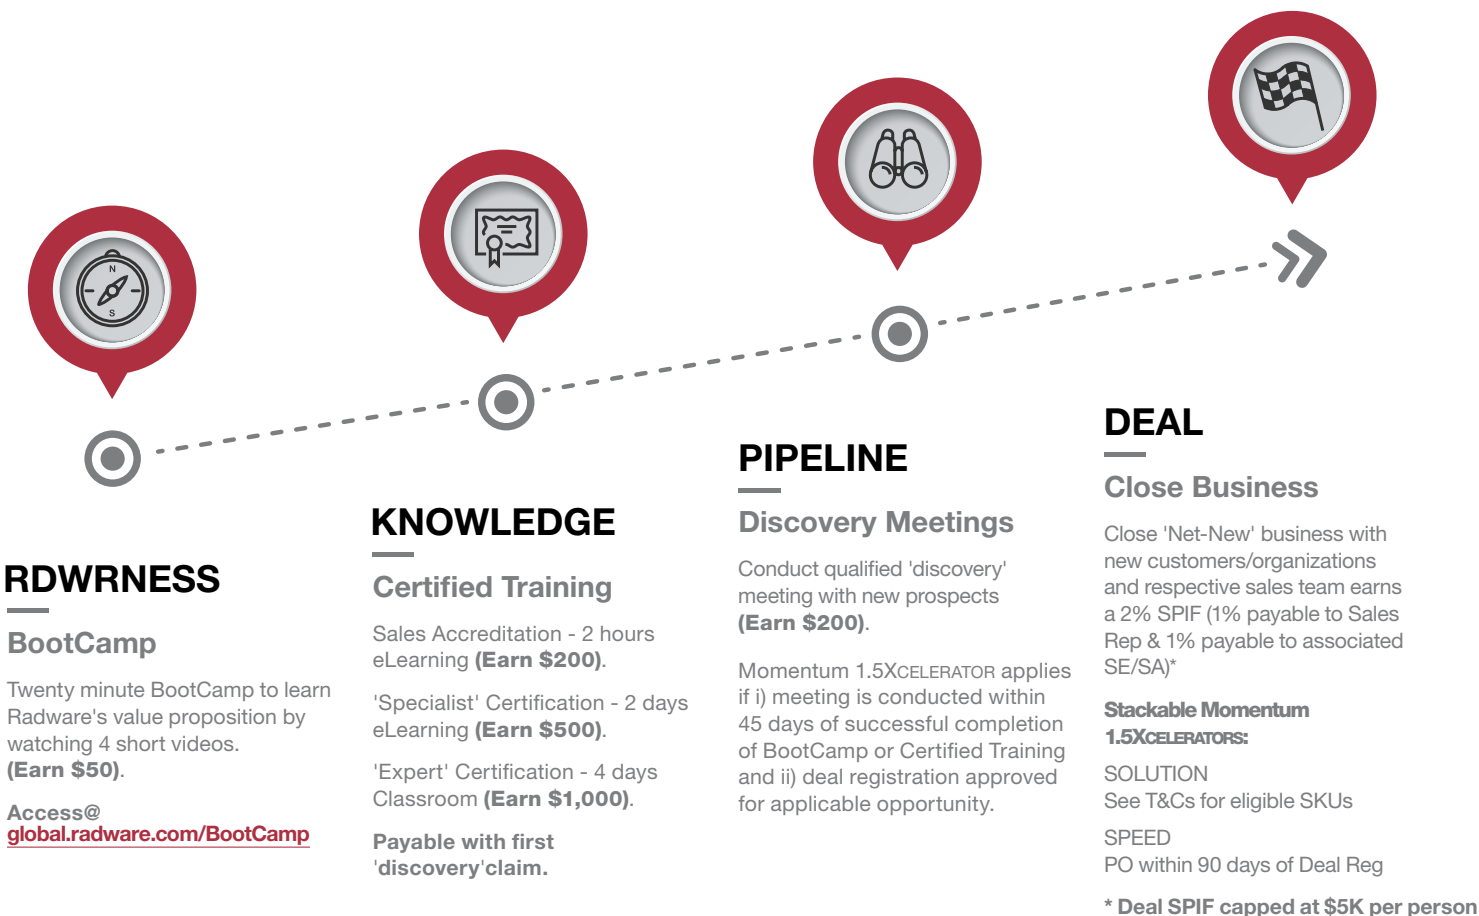 N
S
RDWRNESS
BootCamp
Twenty minute BootCamp to learn
Radware's value proposition by
watching 4 short videos.
(Earn $50).
Access@
global.radware.com/BootCamp
KNOWLEDGE
Certified Training
Sales Accreditation - 2 hours
eLearning (Earn $200).
'Specialist' Certification - 2 days
eLearning (Earn $500).
'Expert' Certification - 4 days
Classroom (Earn $1,000).
Payable with first
'discovery'claim.
PIPELINE
Discovery Meetings
Conduct qualified 'discovery'
meeting with new prospects
(Earn $200).
Momentum 1.5XCELERATOR applies
if i) meeting is conducted within
45 days of successful completion
of BootCamp or Certified Training
and ii) deal registration approved
for applicable opportunity.
DEAL
Close Business
Close 'Net-New' business with
new customers/organizations
and respective sales team earns
a 2% SPIF (1% payable to Sales
Rep & 1% payable to associated
SE/SA)*
Stackable Momentum
1.5XCELERATORS:
SOLUTION
See T&Cs for eligible SKUs
SPEED
PO within 90 days of Deal Reg
* Deal SPIF capped at $5K per person